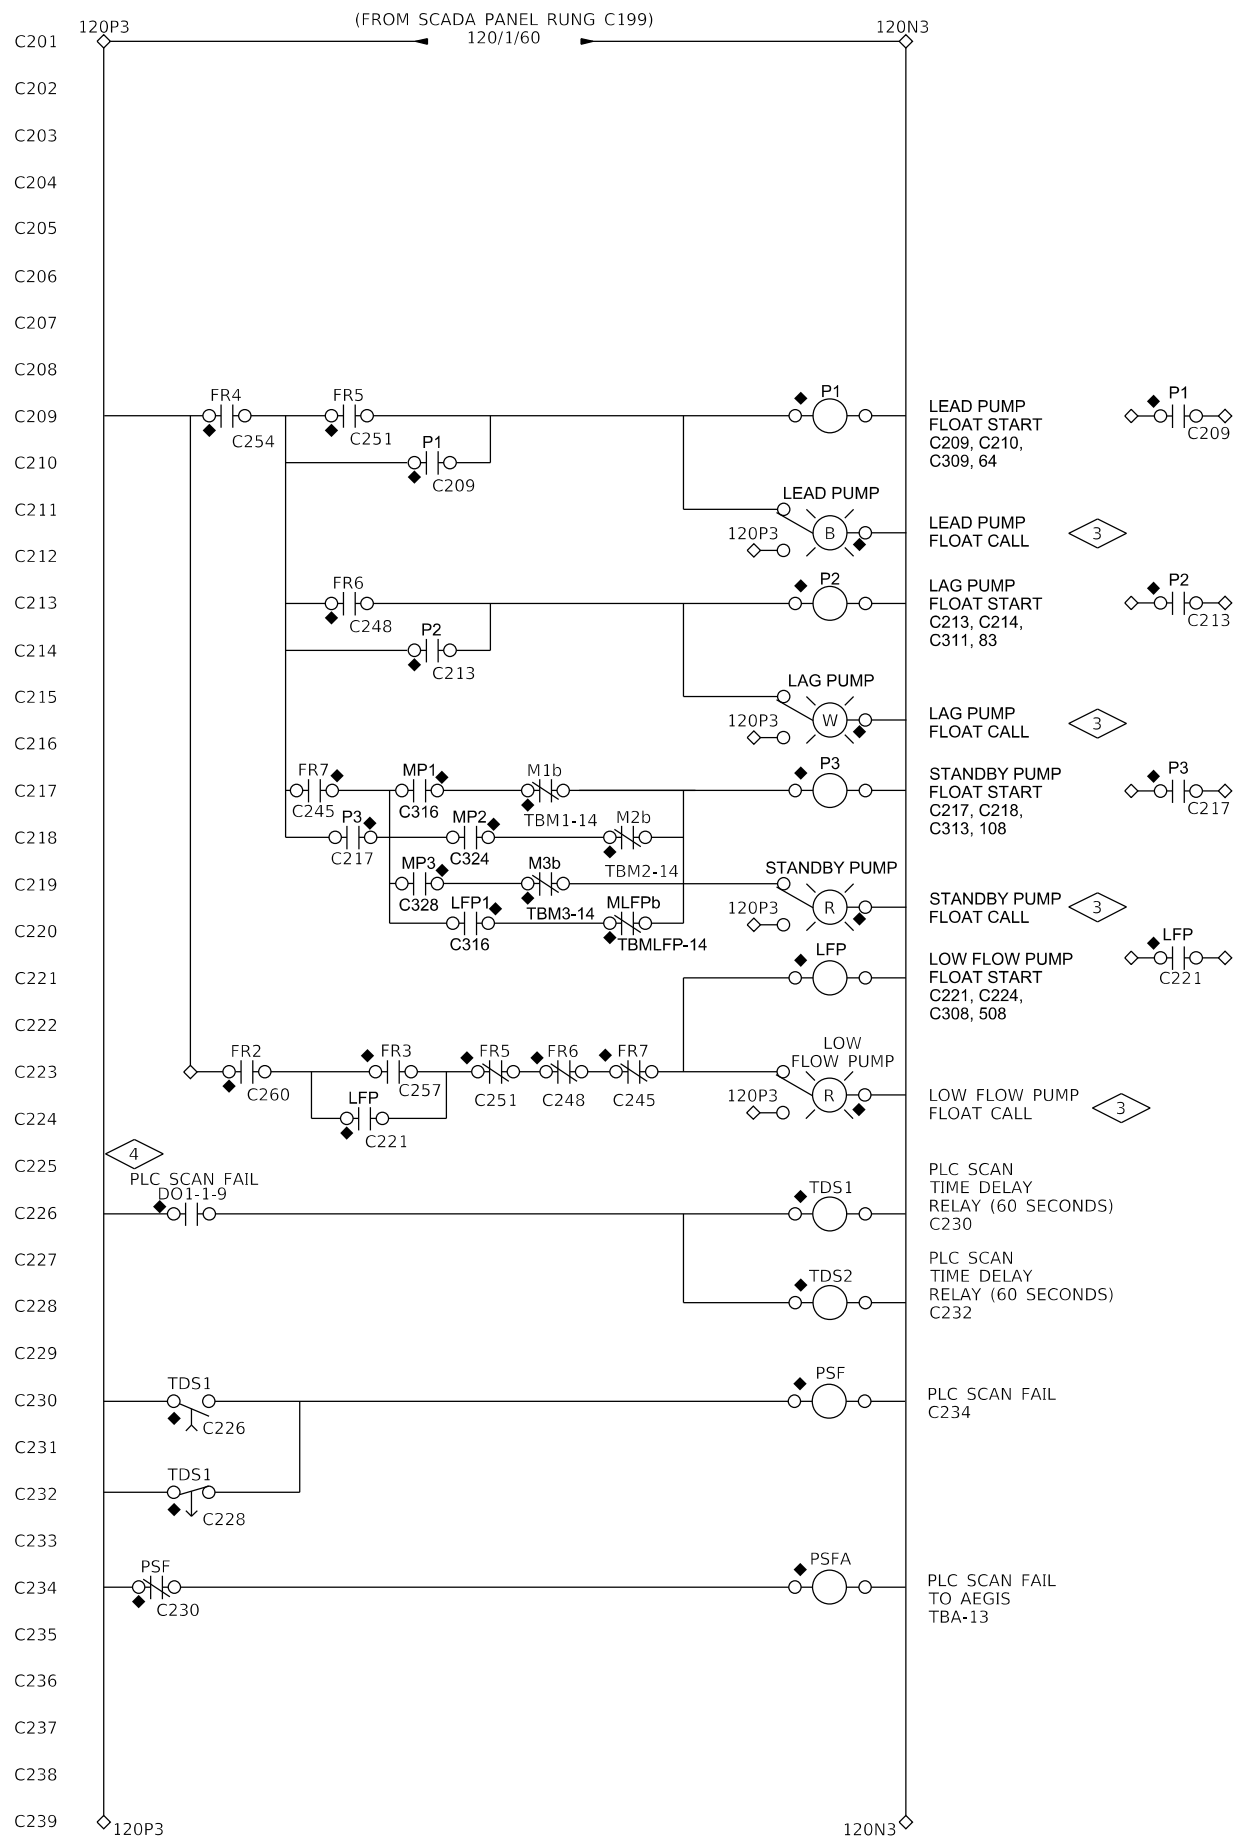 (FROM SCADA PANEL RUNG C199)
120P3
120/1/60
120N3
C201
C202
C203
C204
C205
C206
C207
C208
FR4
FR5
P1
P1
C209
C254
C251
LEAD PUMP
FLOAT START
C209, C210,
C309, 64
C209
P1
C210
C209
LEAD PUMP
C211
120P3
B
LEAD PUMP
FLOAT CALL
3
C212
FR6
P2
P2
C213
C248
LAG PUMP
FLOAT START
C213, C214,
C311, 83
C213
P2
C214
C213
LAG PUMP
C215
120P3
W
LAG PUMP
FLOAT CALL
3
C216
FR7
MP1
M1b
P3
P3
C217
C245
C316
TBM1-14
STANDBY PUMP
FLOAT START
C217, C218,
C313, 108
C217
P3
MP2
M2b
C218
C217
C324
TBM2-14
MP3
M3b
STANDBY PUMP
C219
C328
TBM3-14
120P3
R
STANDBY PUMP
FLOAT CALL
3
LFP1
MLFPb
C220
C316
TBMLFP-14
LFP
LFP
C221
LOW FLOW PUMP
FLOAT START
C221, C224,
C308, 508
C221
C222
FR2
FR3
FR5
FR6
FR7
LOW
FLOW PUMP
C223
C260
C257
C251
C248
C245
120P3
R
LOW FLOW PUMP
FLOAT CALL
3
LFP
C224
C221
4
C225
PLC SCAN FAIL
DO1-1-9
TDS1
C226
PLC SCAN
TIME DELAY
RELAY (60 SECONDS)
C230
C227
TDS2
C228
PLC SCAN
TIME DELAY
RELAY (60 SECONDS)
C232
C229
TDS1
PSF
C230
C226
PLC SCAN FAIL
C234
C231
TDS1
C232
C228
C233
PSF
PSFA
C234
C230
PLC SCAN FAIL
TO AEGIS
TBA-13
C235
C236
C237
C238
C239
120P3
120N3